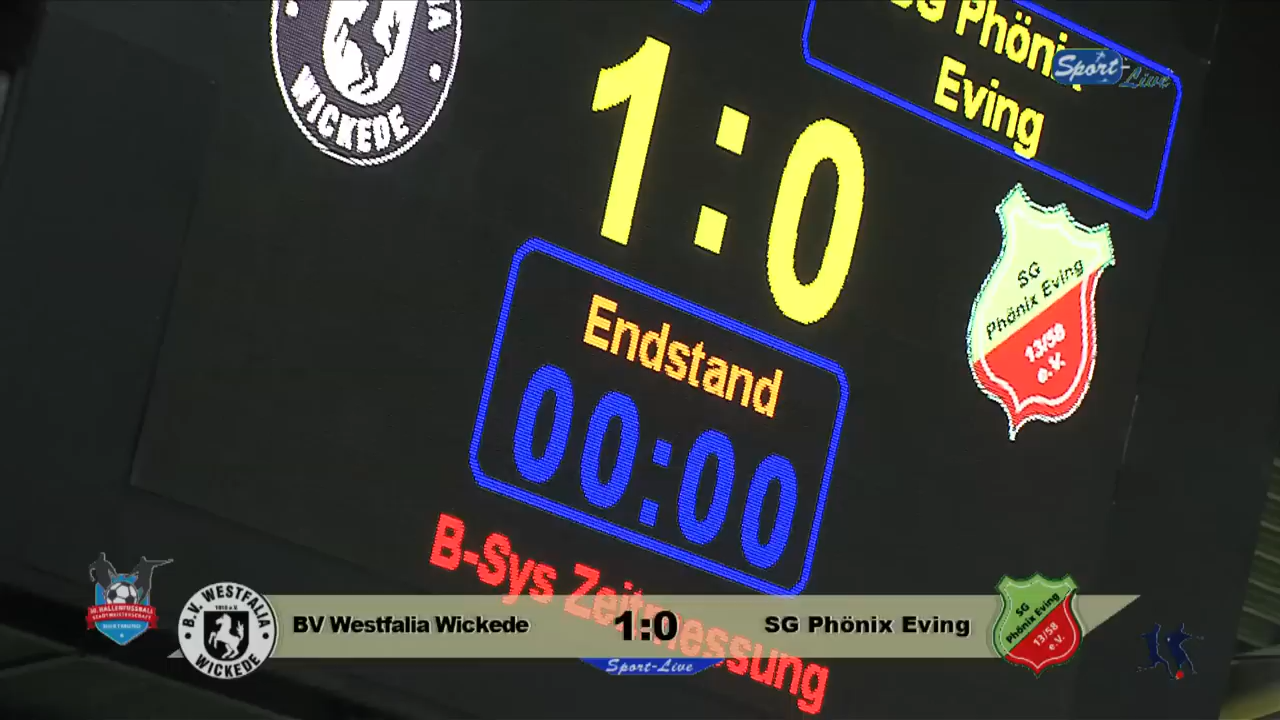 WICKEDE
SG Phönix
Eving
Sport-Live
1:0
Endstand
00:00
SG
Phönix Eving
13/58
e.V.
B-Sys Zeitmessung
B.V. WESTFALIA
WICKEDE
BV Westfalia Wickede
1:0
SG Phönix Eving
SG
Phönix Eving
13/58
e.V.
Sport-Live